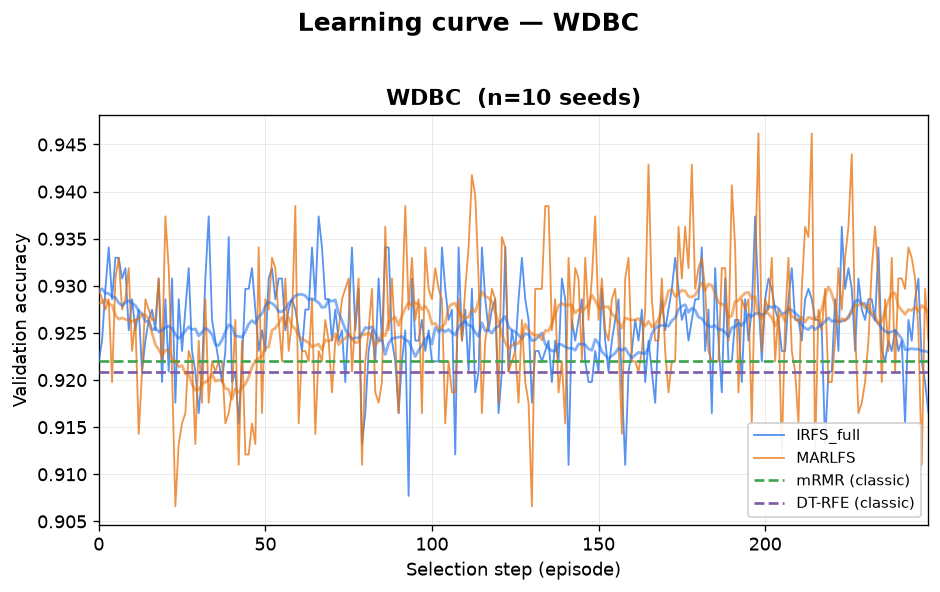 Learning curve — WDBC
WDBC (n=10 seeds)
Validation accuracy
0.945
0.940
0.935
0.930
0.925
0.920
0.915
0.910
0.905
IRFS_full
MARLFS
mRMR (classic)
DT-RFE (classic)
0
50
100
150
200
Selection step (episode)